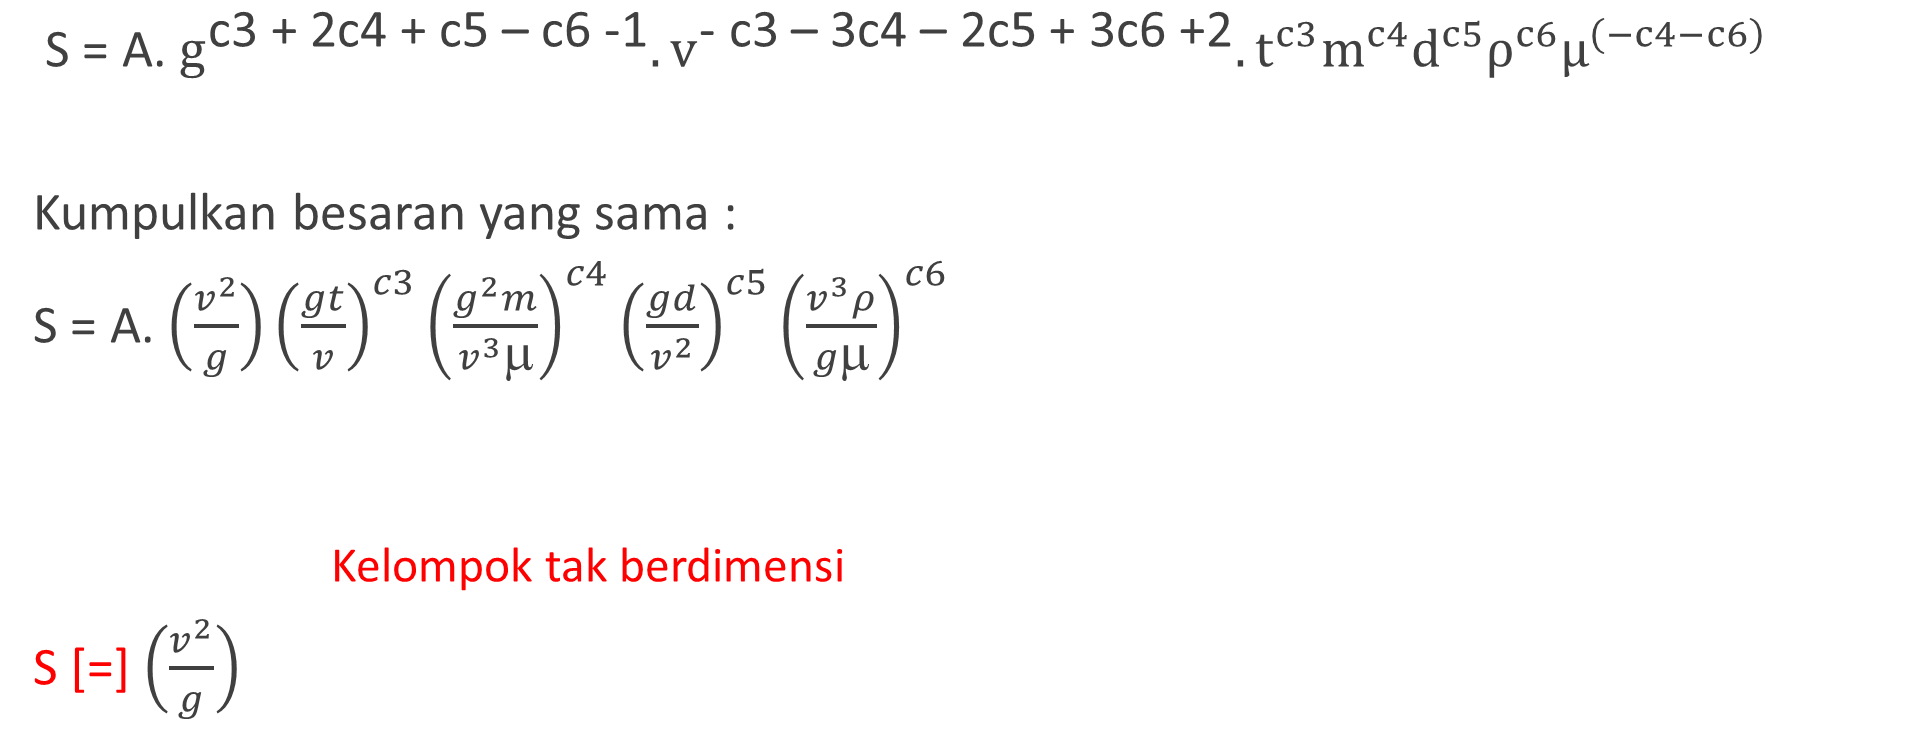 S = A. g^{c3 + 2c4 + c5 – c6 -1}. v^{- c3 – 3c4 – 2c5 + 3c6 +2}. t^{c3} m^{c4} d^{c5} ρ^{c6} μ^{(−c4−c6)}
Kumpulkan besaran yang sama :
S = A. (v²/g) (gt/v)^{c3} (g²m/v³μ)^{c4} (gd/v²)^{c5} (v³ρ/gμ)^{c6}
Kelompok tak berdimensi
S [=] (v²/g)